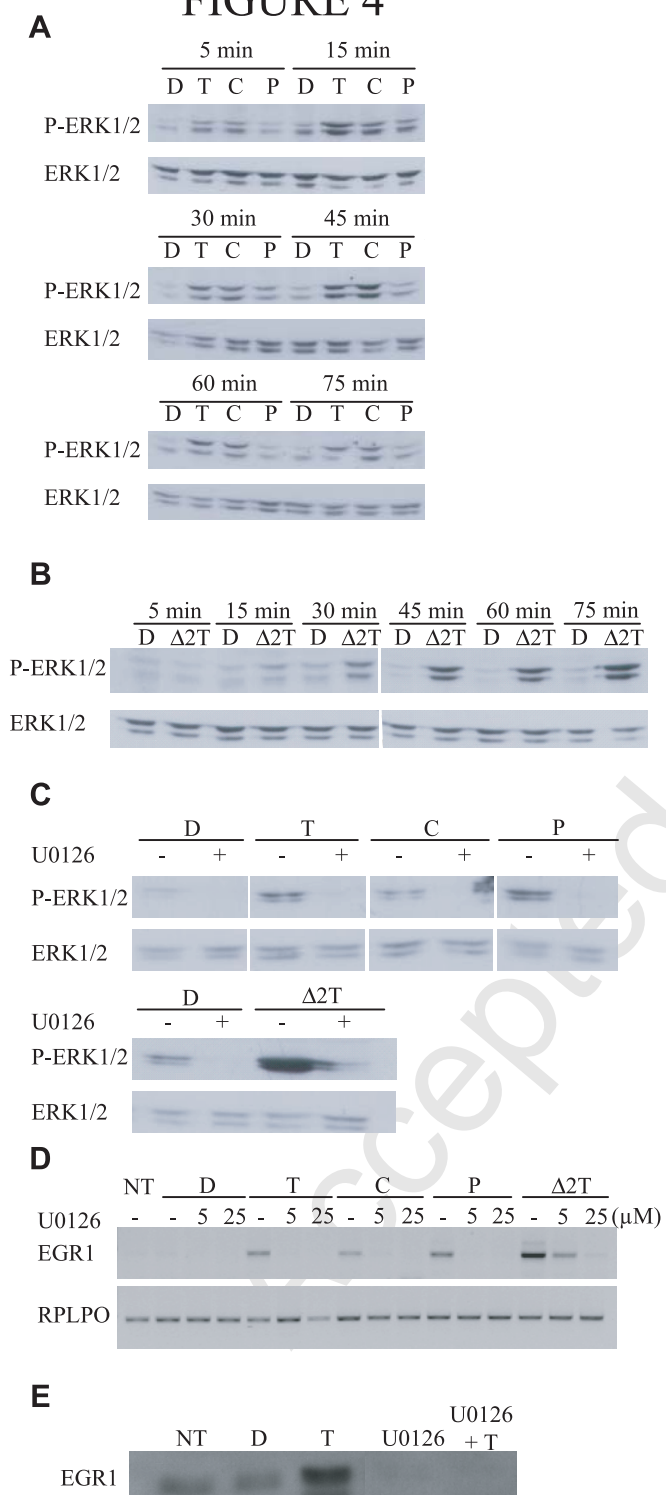 FIGURE 4
A
5 min 15 min
D T C P D T C P
P-ERK1/2
ERK1/2
30 min 45 min
D T C P D T C P
P-ERK1/2
ERK1/2
60 min 75 min
D T C P D T C P
P-ERK1/2
ERK1/2
B
5 min 15 min 30 min 45 min 60 min 75 min
D Δ2T D Δ2T D Δ2T D Δ2T D Δ2T D Δ2T
P-ERK1/2
ERK1/2
C
D T C P
U0126 - + - + - + - +
P-ERK1/2
ERK1/2
D Δ2T
U0126 - + - +
P-ERK1/2
ERK1/2
D
NT D T C P Δ2T
U0126 - - 5 25 - 5 25 - 5 25 - 5 25 - 5 25 (µM)
EGR1
RPLPO
E
NT D T U0126 U0126 + T
EGR1
Accepted